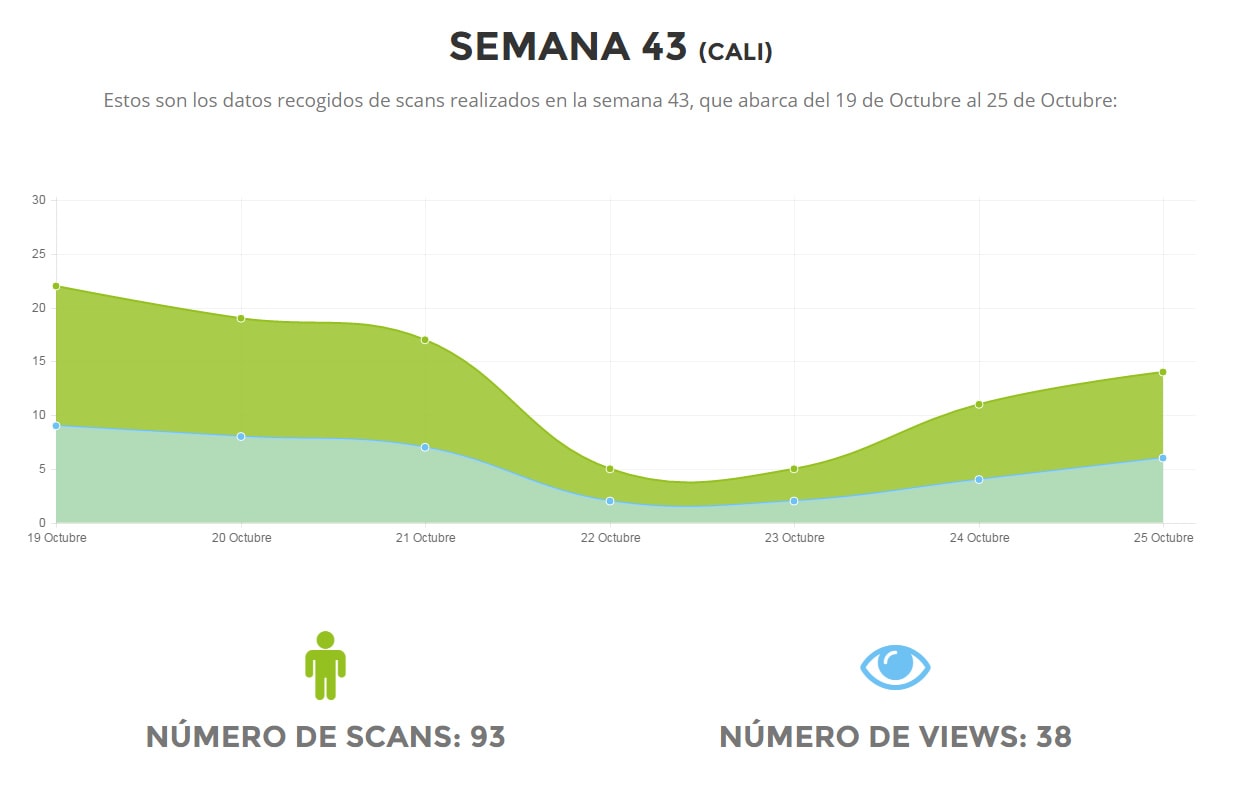 SEMANA 43 (CALI)
Estos son los datos recogidos de scans realizados en la semana 43, que abarca del 19 de Octubre al 25 de Octubre:
30
25
20
15
10
5
0
19 Octubre 20 Octubre 21 Octubre 22 Octubre 23 Octubre 24 Octubre 25 Octubre
NÚMERO DE SCANS: 93 NÚMERO DE VIEWS: 38